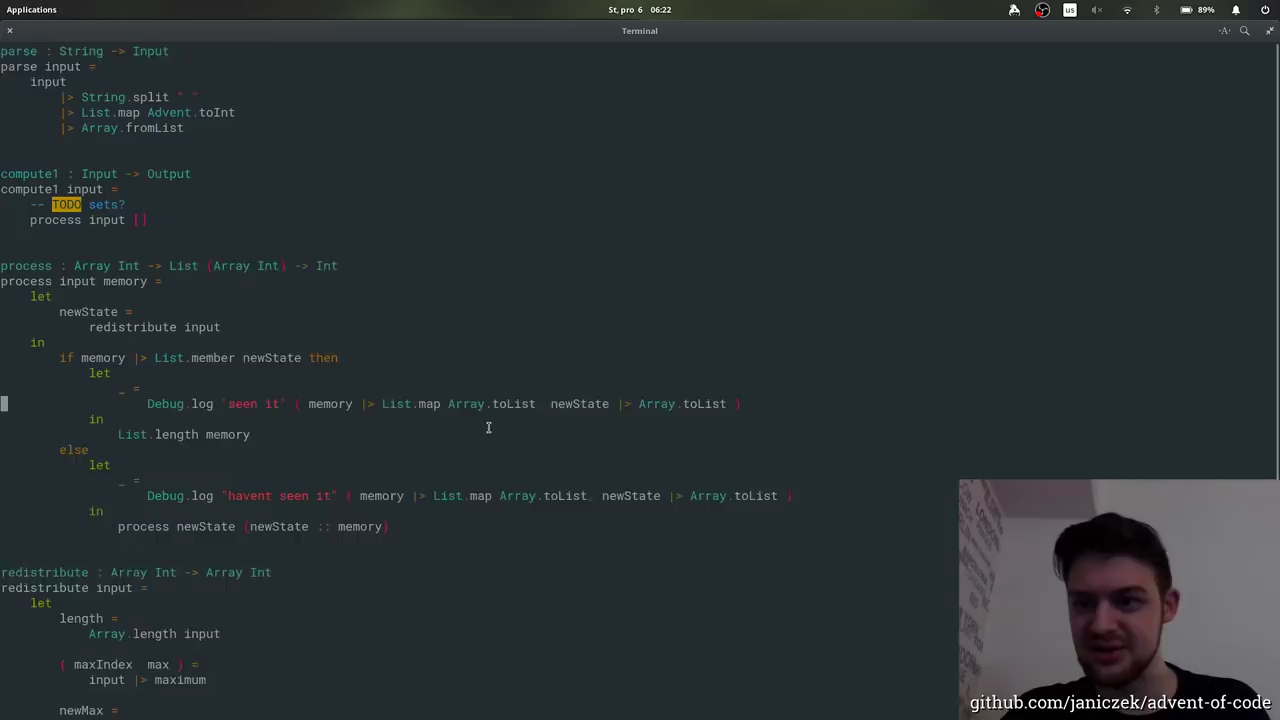 Applications
St, pro 6 06:22
us
89%
Terminal
parse : String -> Input
parse input =
input
|> String.split " "
|> List.map Advent.toInt
|> Array.fromList
compute1 : Input -> Output
compute1 input =
-- TODO sets?
process input []
process : Array Int -> List (Array Int) -> Int
process input memory =
let
newState =
redistribute input
in
if memory |> List.member newState then
let
_ =
Debug.log "seen it" ( memory |> List.map Array.toList, newState |> Array.toList )
in
List.length memory
else
let
_ =
Debug.log "havent seen it" ( memory |> List.map Array.toList, newState |> Array.toList )
in
process newState (newState :: memory)
redistribute : Array Int -> Array Int
redistribute input =
let
length =
Array.length input
( maxIndex, max ) =
input |> maximum
newMax =
github.com/janiczek/advent-of-code